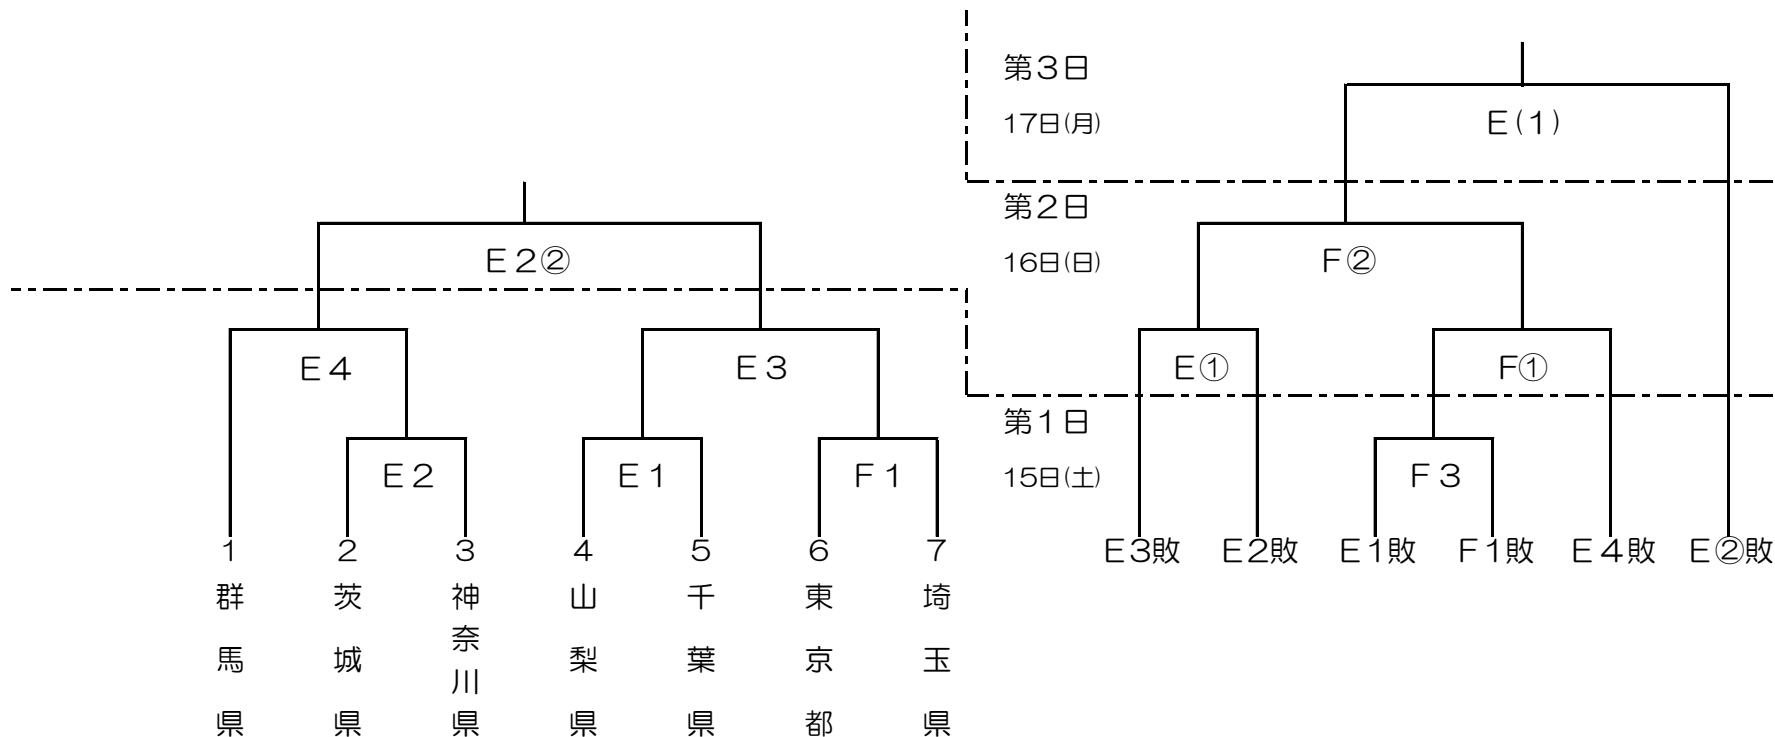 第3日
17日(月)
E(1)
第2日
16日(日)
E2②
F②
E4
E3
E①
F①
第1日
15日(土)
E2
E1
F1
F3
1 2 3 4 5 6 7
E3敗 E2敗 E1敗 F1敗 E4敗 E②敗
群馬県
茨城県
神奈川県
山梨県
千葉県
東京都
埼玉県